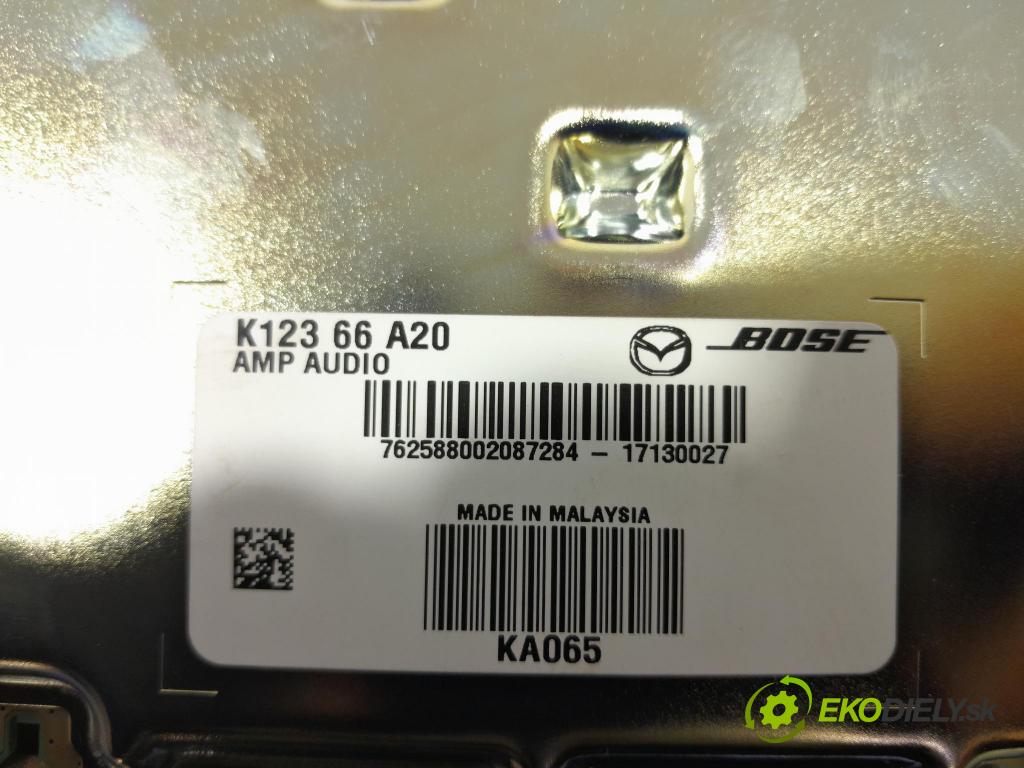 K123 66 A20
BOSE
AMP AUDIO
762588002087284 - 17130027
MADE IN MALAYSIA
KA065
EKODIELY.sk